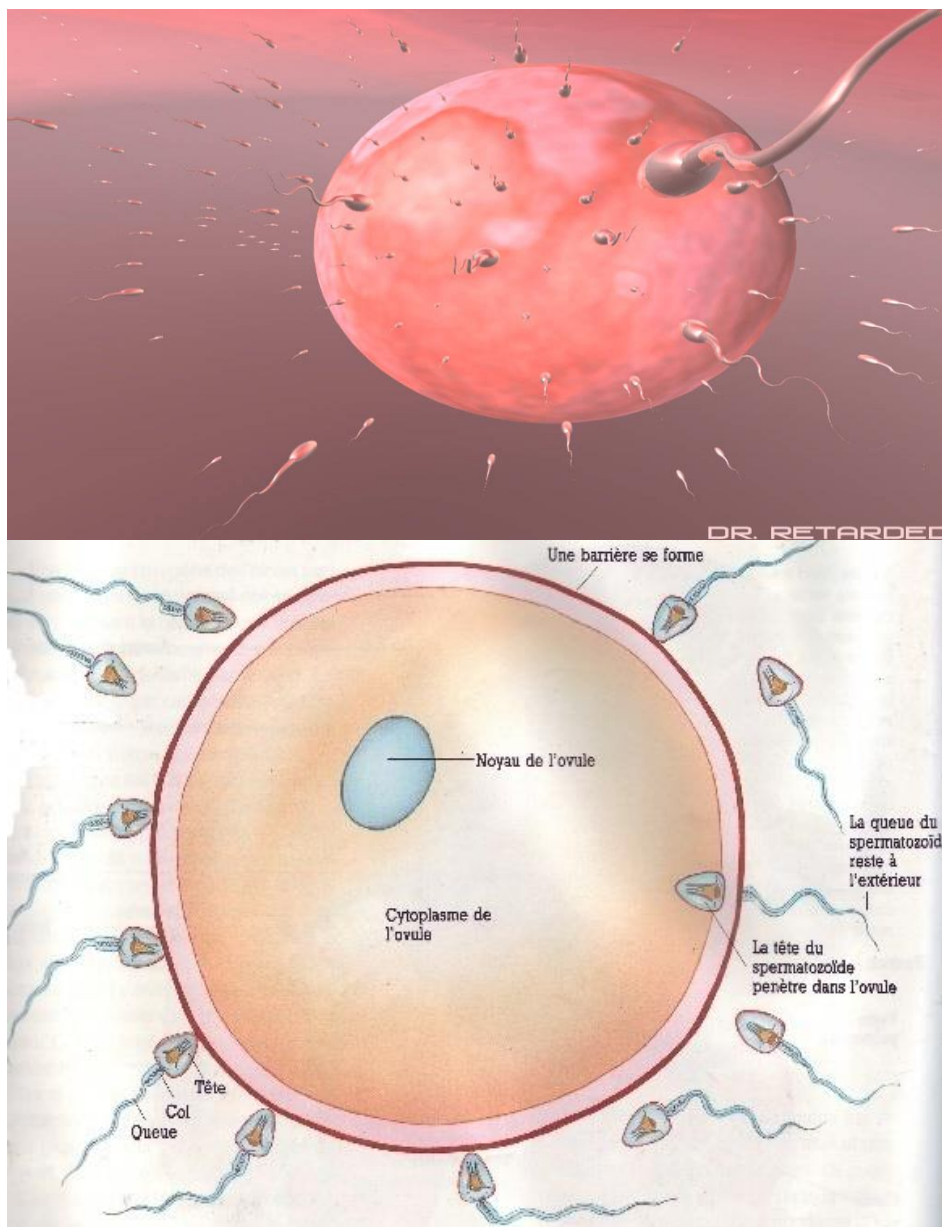 DR. RETARDED
Une barrière se forme
Noyau de l'ovule
La queue du
spermatozoïde
reste à
l'extérieur
Cytoplasme de
l'ovule
La tête du
spermatozoïde
penètre dans l'ovule
Tête
Col
Queue